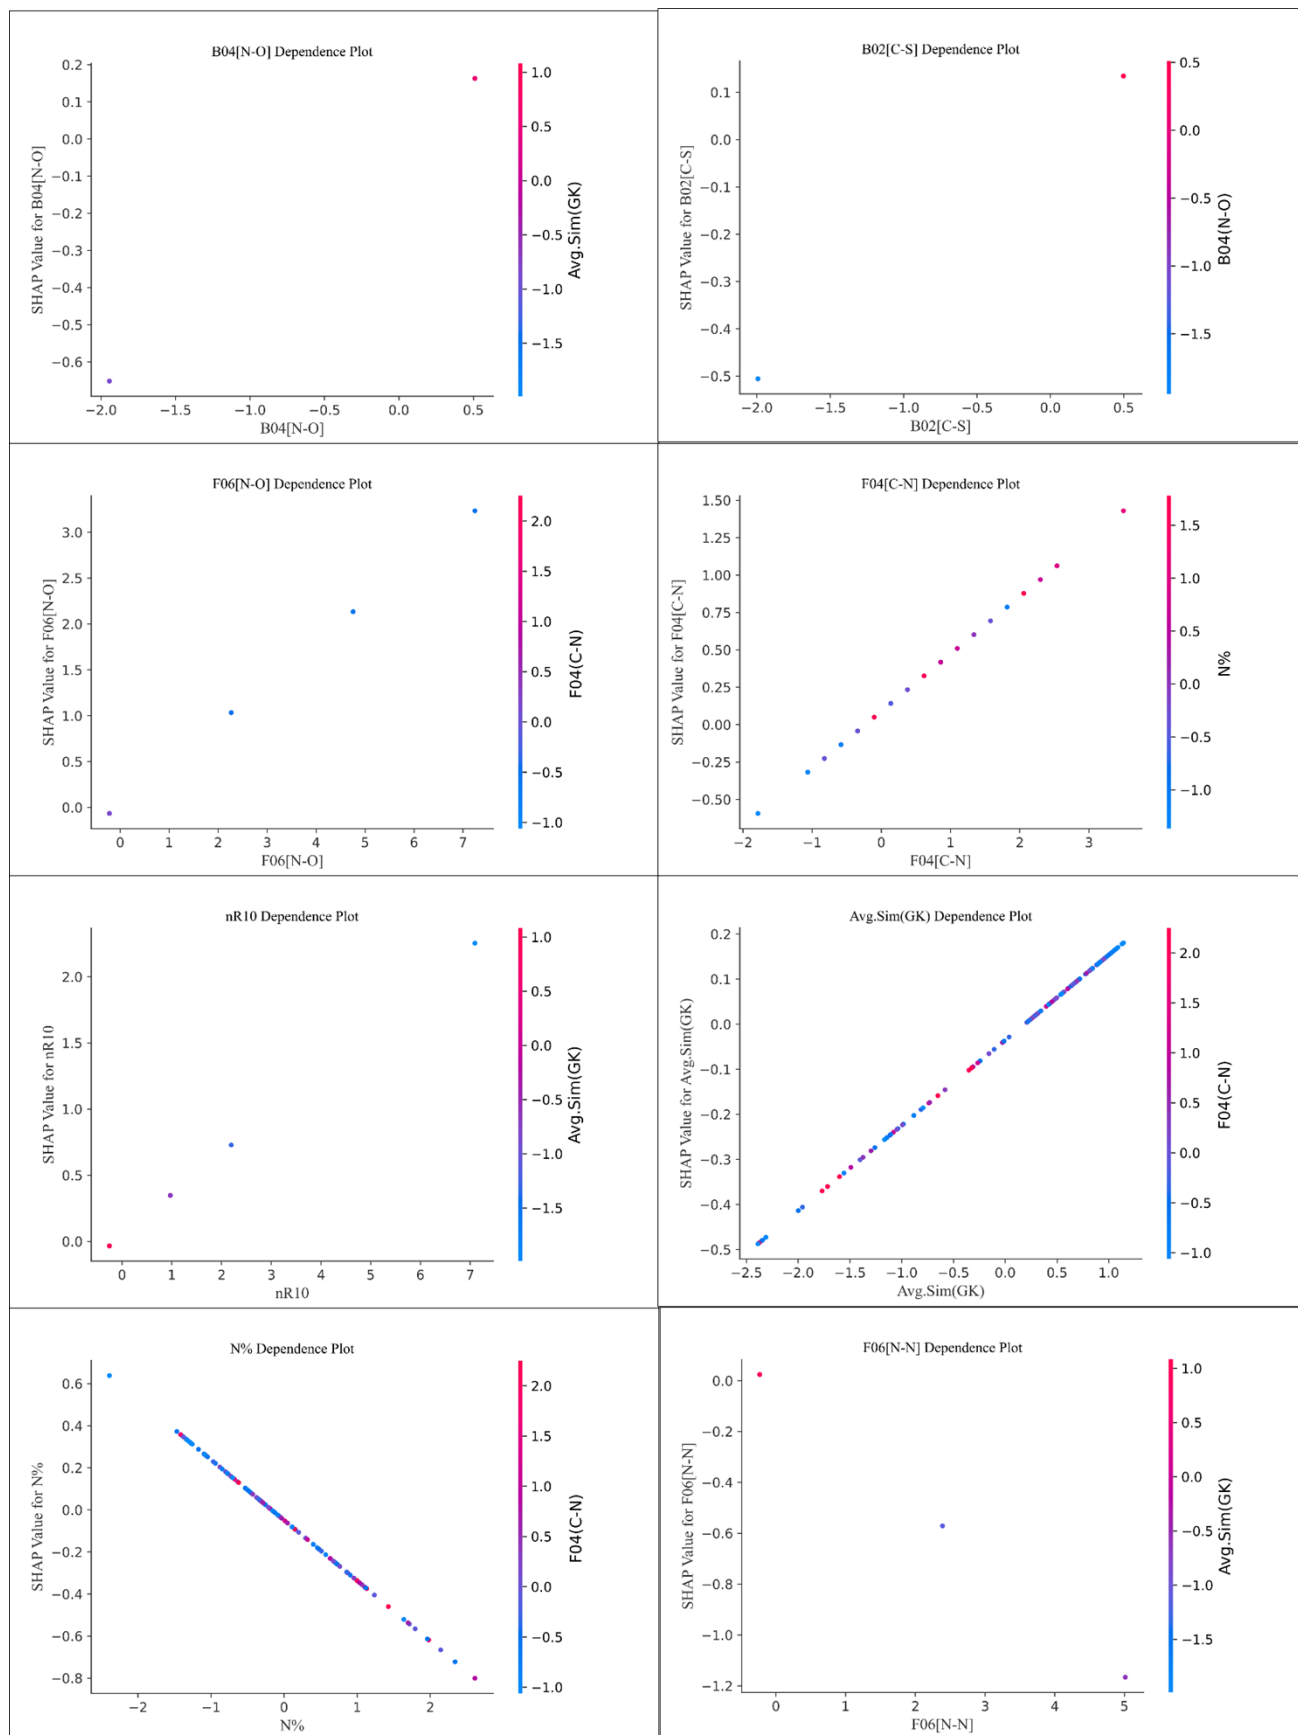 B04[N-O] Dependence Plot
0.2
0.1
0.0
−0.1
−0.2
−0.3
−0.4
−0.5
−0.6
SHAP Value for B04[N-O]
−2.0 −1.5 −1.0 −0.5 0.0 0.5
B04[N-O]
1.0
0.5
0.0
−0.5
−1.0
−1.5
Avg.Sim(GK)
B02[C-S] Dependence Plot
0.1
0.0
−0.1
−0.2
−0.3
−0.4
−0.5
SHAP Value for B02[C-S]
−2.0 −1.5 −1.0 −0.5 0.0 0.5
B02[C-S]
0.5
0.0
−0.5
−1.0
−1.5
B04(N-O)
F06[N-O] Dependence Plot
3.0
2.5
2.0
1.5
1.0
0.5
0.0
SHAP Value for F06[N-O]
0 1 2 3 4 5 6 7
F06[N-O]
2.0
1.5
1.0
0.5
0.0
−0.5
−1.0
F04(C-N)
F04[C-N] Dependence Plot
1.50
1.25
1.00
0.75
0.50
0.25
0.00
−0.25
−0.50
SHAP Value for F04[C-N]
−2 −1 0 1 2 3
F04[C-N]
1.5
1.0
0.5
0.0
−0.5
−1.0
N%
nR10 Dependence Plot
2.0
1.5
1.0
0.5
0.0
SHAP Value for nR10
0 1 2 3 4 5 6 7
nR10
1.0
0.5
0.0
−0.5
−1.0
−1.5
Avg.Sim(GK)
Avg.Sim(GK) Dependence Plot
0.2
0.1
0.0
−0.1
−0.2
−0.3
−0.4
−0.5
SHAP Value for Avg.Sim(GK)
−2.5 −2.0 −1.5 −1.0 −0.5 0.0 0.5 1.0
Avg.Sim(GK)
2.0
1.5
1.0
0.5
0.0
−0.5
−1.0
F04(C-N)
N% Dependence Plot
0.6
0.4
0.2
0.0
−0.2
−0.4
−0.6
−0.8
SHAP Value for N%
−2 −1 0 1 2
N%
2.0
1.5
1.0
0.5
0.0
−0.5
−1.0
F04(C-N)
F06[N-N] Dependence Plot
0.0
−0.2
−0.4
−0.6
−0.8
−1.0
−1.2
SHAP Value for F06[N-N]
0 1 2 3 4 5
F06[N-N]
1.0
0.5
0.0
−0.5
−1.0
−1.5
Avg.Sim(GK)